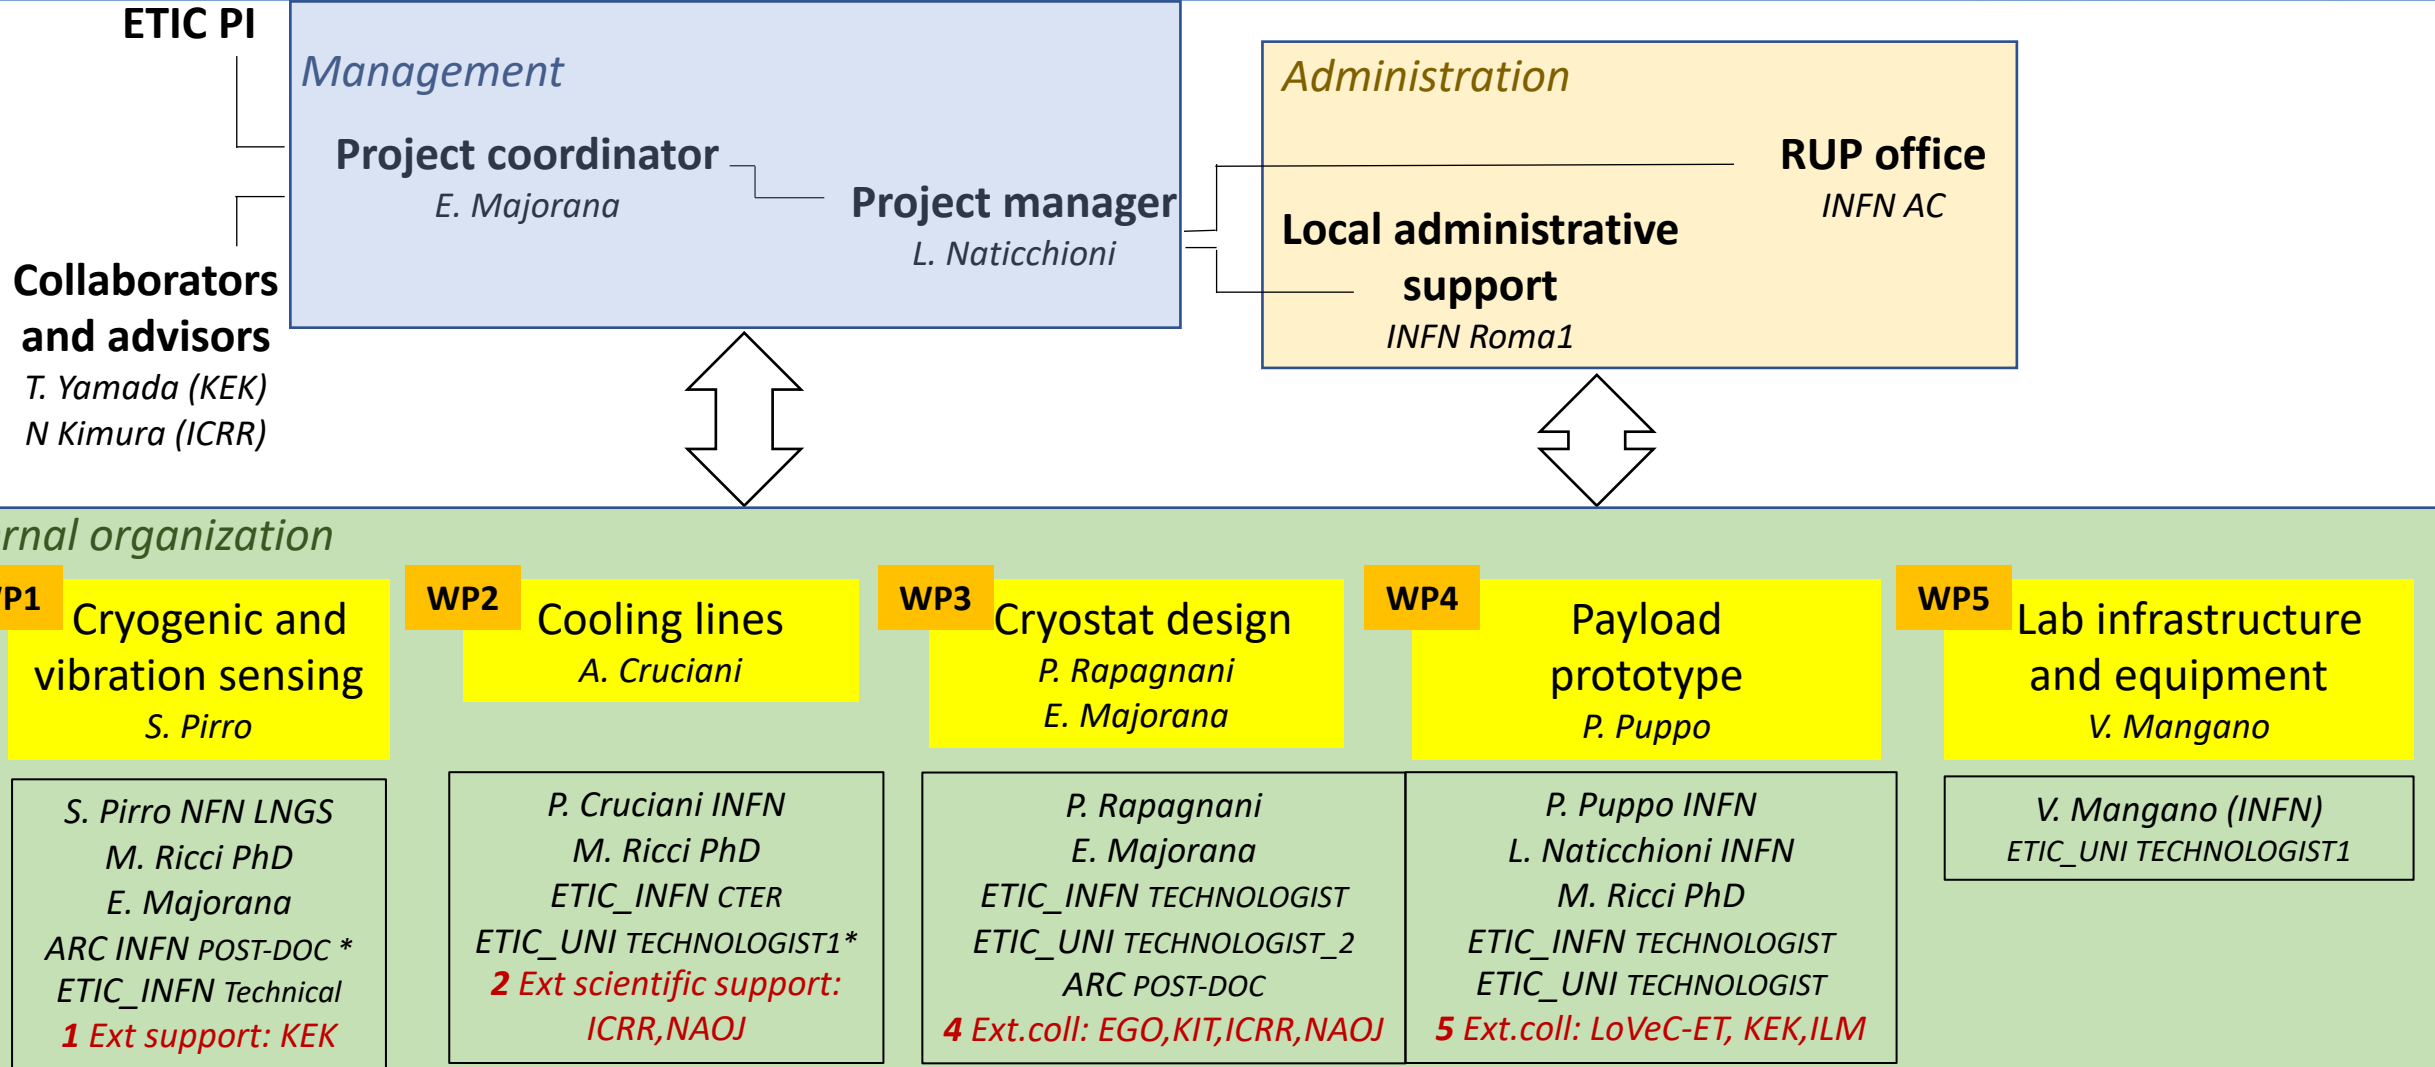 ETIC PI
Management
Project coordinator
E. Majorana
Project manager
L. Naticchioni
Administration
RUP office
INFN AC
Local administrative
support
INFN Roma1
Collaborators
and advisors
T. Yamada (KEK)
N Kimura (ICRR)
ernal organization
WP1
Cryogenic and
vibration sensing
S. Pirro
S. Pirro NFN LNGS
M. Ricci PhD
E. Majorana
ARC INFN POST-DOC *
ETIC_INFN Technical
1 Ext support: KEK
WP2
Cooling lines
A. Cruciani
P. Cruciani INFN
M. Ricci PhD
ETIC_INFN CTER
ETIC_UNI TECHNOLOGIST1*
2 Ext scientific support:
ICRR,NAOJ
WP3
Cryostat design
P. Rapagnani
E. Majorana
P. Rapagnani
E. Majorana
ETIC_INFN TECHNOLOGIST
ETIC_UNI TECHNOLOGIST_2
ARC POST-DOC
4 Ext.coll: EGO,KIT,ICRR,NAOJ
WP4
Payload
prototype
P. Puppo
P. Puppo INFN
L. Naticchioni INFN
M. Ricci PhD
ETIC_INFN TECHNOLOGIST
ETIC_UNI TECHNOLOGIST
5 Ext.coll: LoVeC-ET, KEK,ILM
WP5
Lab infrastructure
and equipment
V. Mangano
V. Mangano (INFN)
ETIC_UNI TECHNOLOGIST1